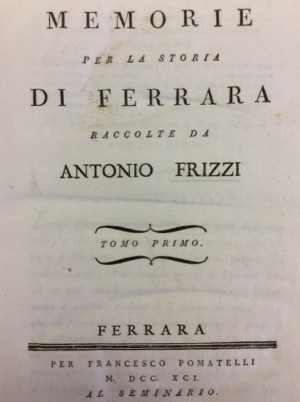 MEMORIE
PER LA STORIA
DI FERRARA
RACCOLTE DA
ANTONIO FRIZZI
TOMO PRIMO.
FERRARA
PER FRANCESCO POMATELLI
M. DCC. XCI.
AL SEMINARIO.